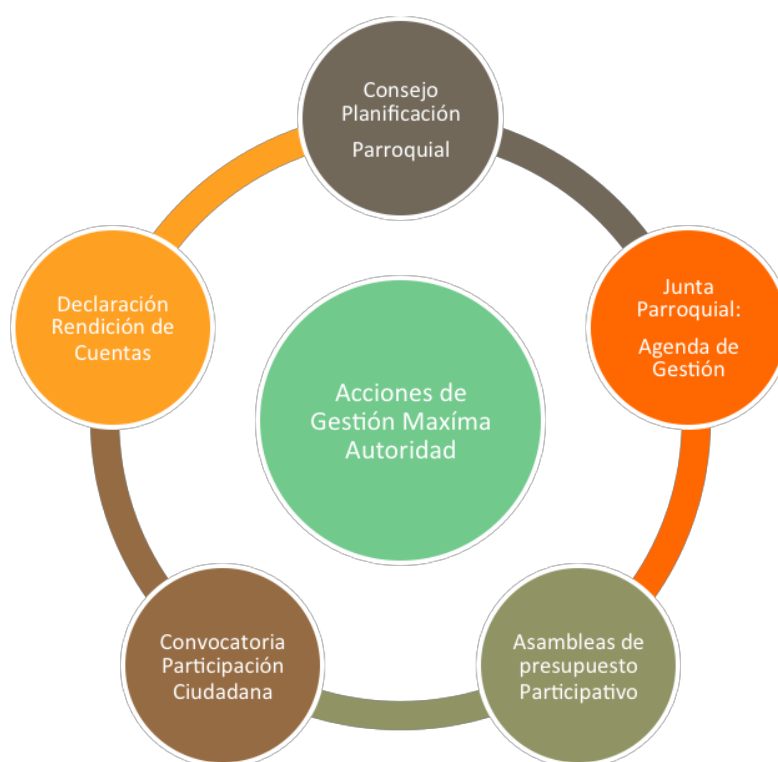 Consejo
Planificación
Parroquial
Junta
Parroquial:
Agenda de
Gestión
Asambleas de
presupuesto
Participativo
Convocatoria
Participación
Ciudadana
Declaración
Rendición de
Cuentas
Acciones de
Gestión Maxíma
Autoridad